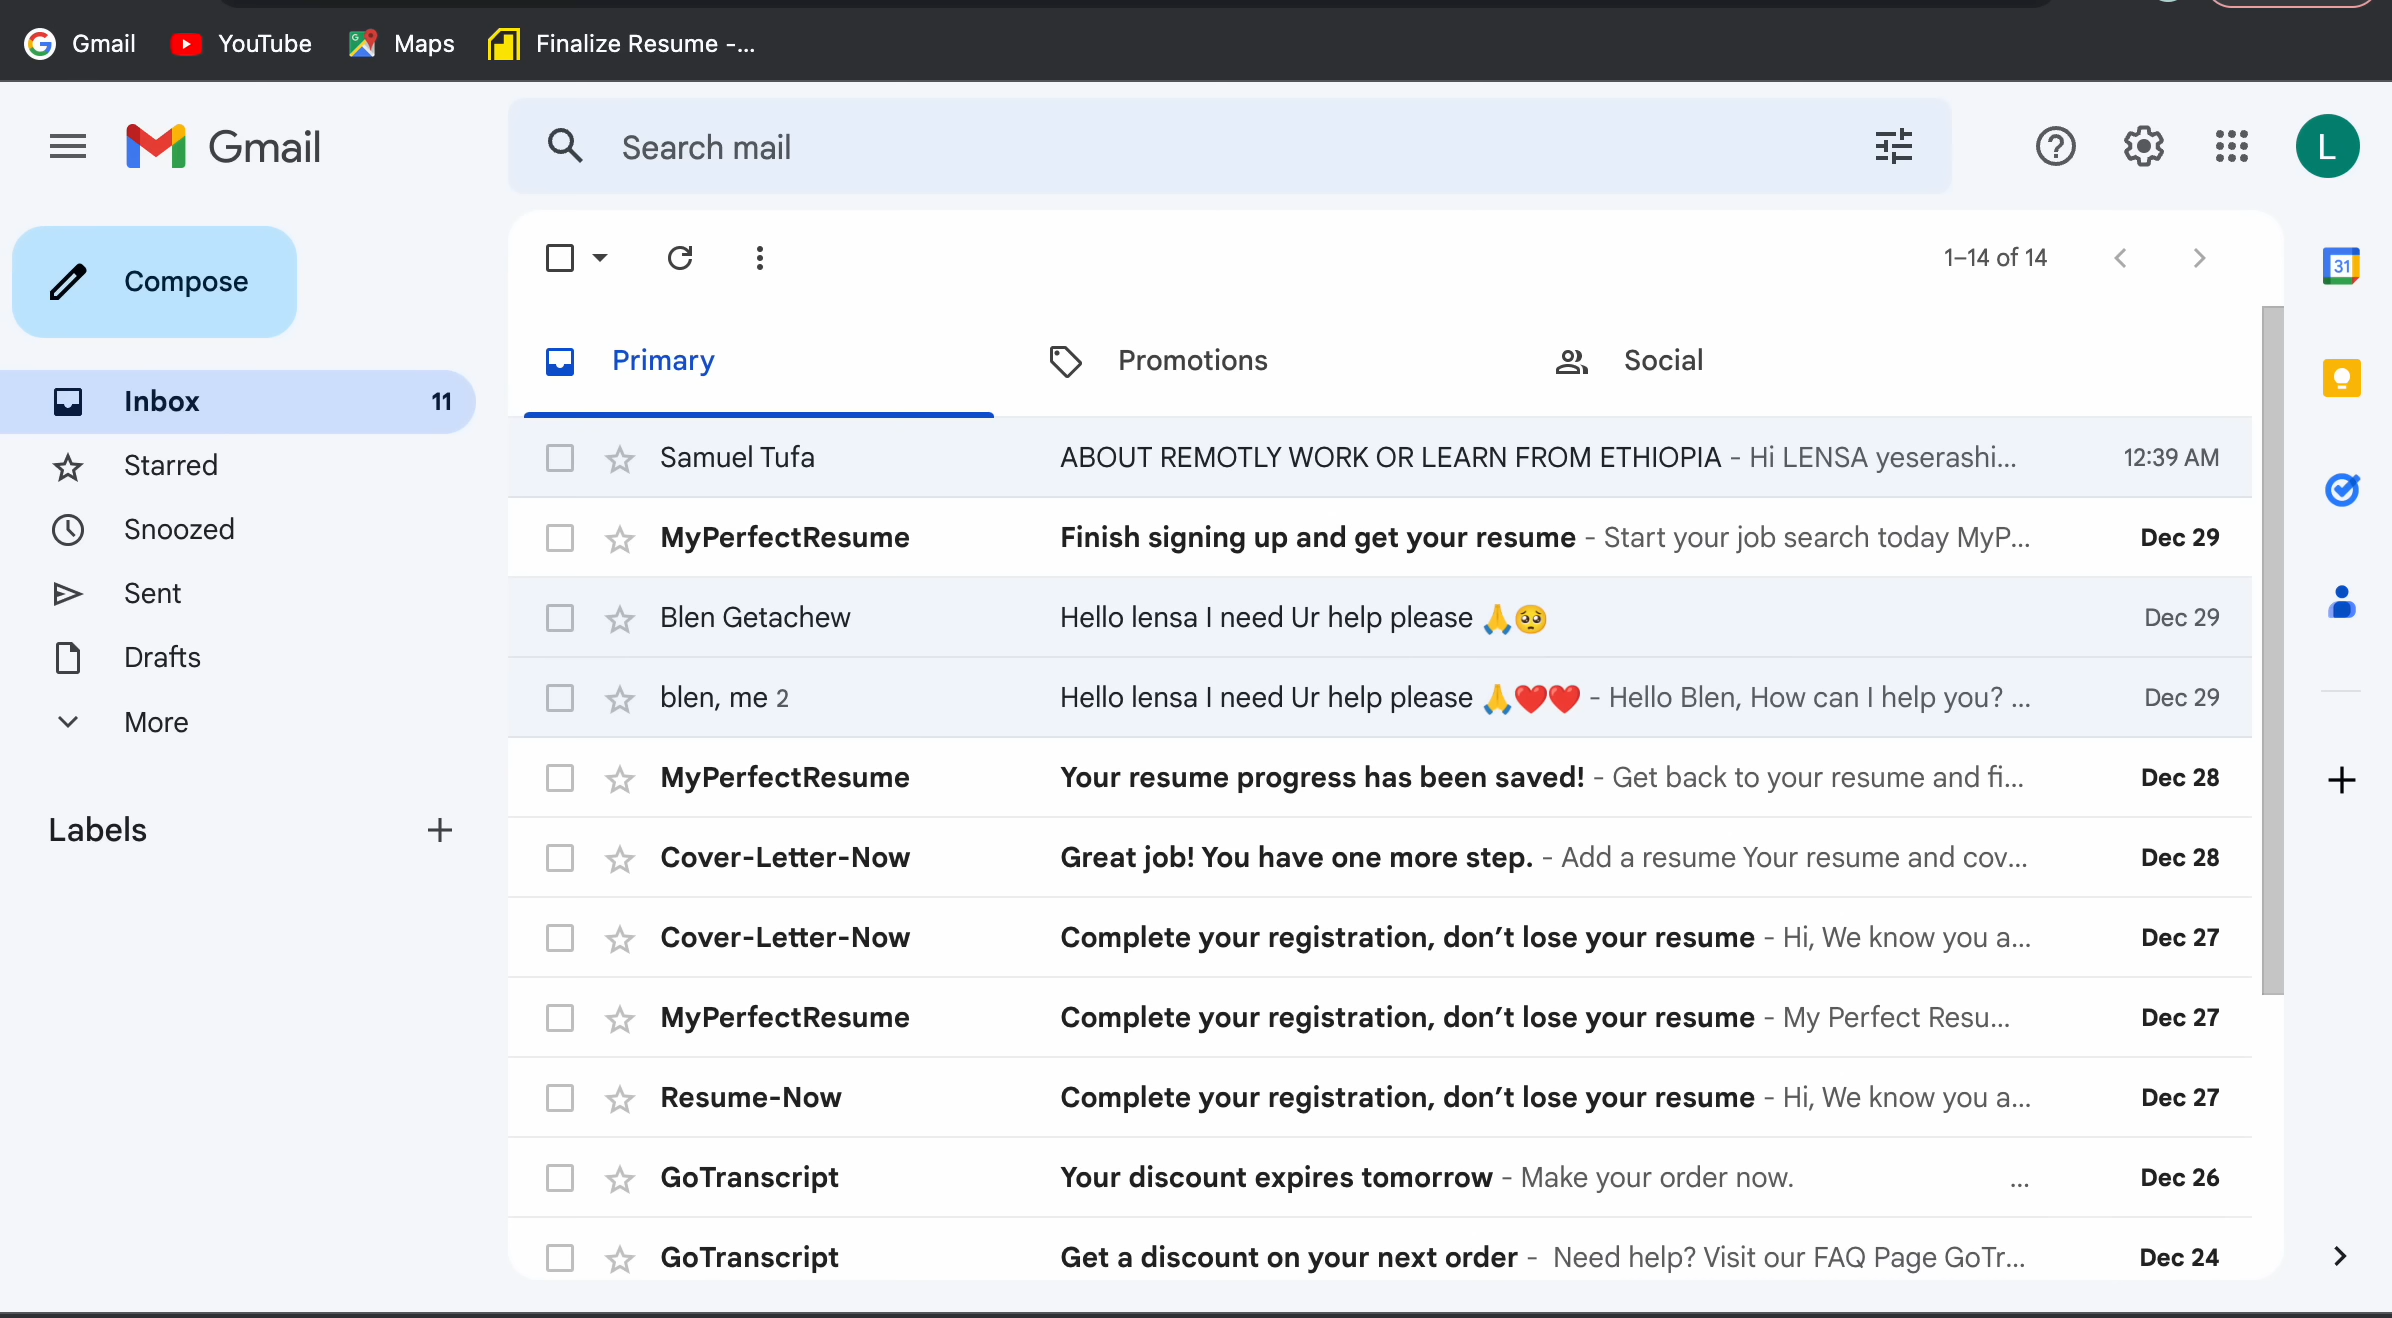 Gmail YouTube Maps Finalize Resume -...
Gmail
Search mail
L
Compose
1–14 of 14
31
Primary Promotions Social
Inbox 11
Starred
Snoozed
Sent
Drafts
More
Labels
Samuel Tufa ABOUT REMOTLY WORK OR LEARN FROM ETHIOPIA - Hi LENSA yeserashi... 12:39 AM
MyPerfectResume Finish signing up and get your resume - Start your job search today MyP... Dec 29
Blen Getachew Hello lensa I need Ur help please 🙏🥺 Dec 29
blen, me 2 Hello lensa I need Ur help please 🙏❤️❤️ - Hello Blen, How can I help you? ... Dec 29
MyPerfectResume Your resume progress has been saved! - Get back to your resume and fi... Dec 28
Cover-Letter-Now Great job! You have one more step. - Add a resume Your resume and cov... Dec 28
Cover-Letter-Now Complete your registration, don’t lose your resume - Hi, We know you a... Dec 27
MyPerfectResume Complete your registration, don’t lose your resume - My Perfect Resu... Dec 27
Resume-Now Complete your registration, don’t lose your resume - Hi, We know you a... Dec 27
GoTranscript Your discount expires tomorrow - Make your order now. ... Dec 26
GoTranscript Get a discount on your next order - Need help? Visit our FAQ Page GoTr... Dec 24